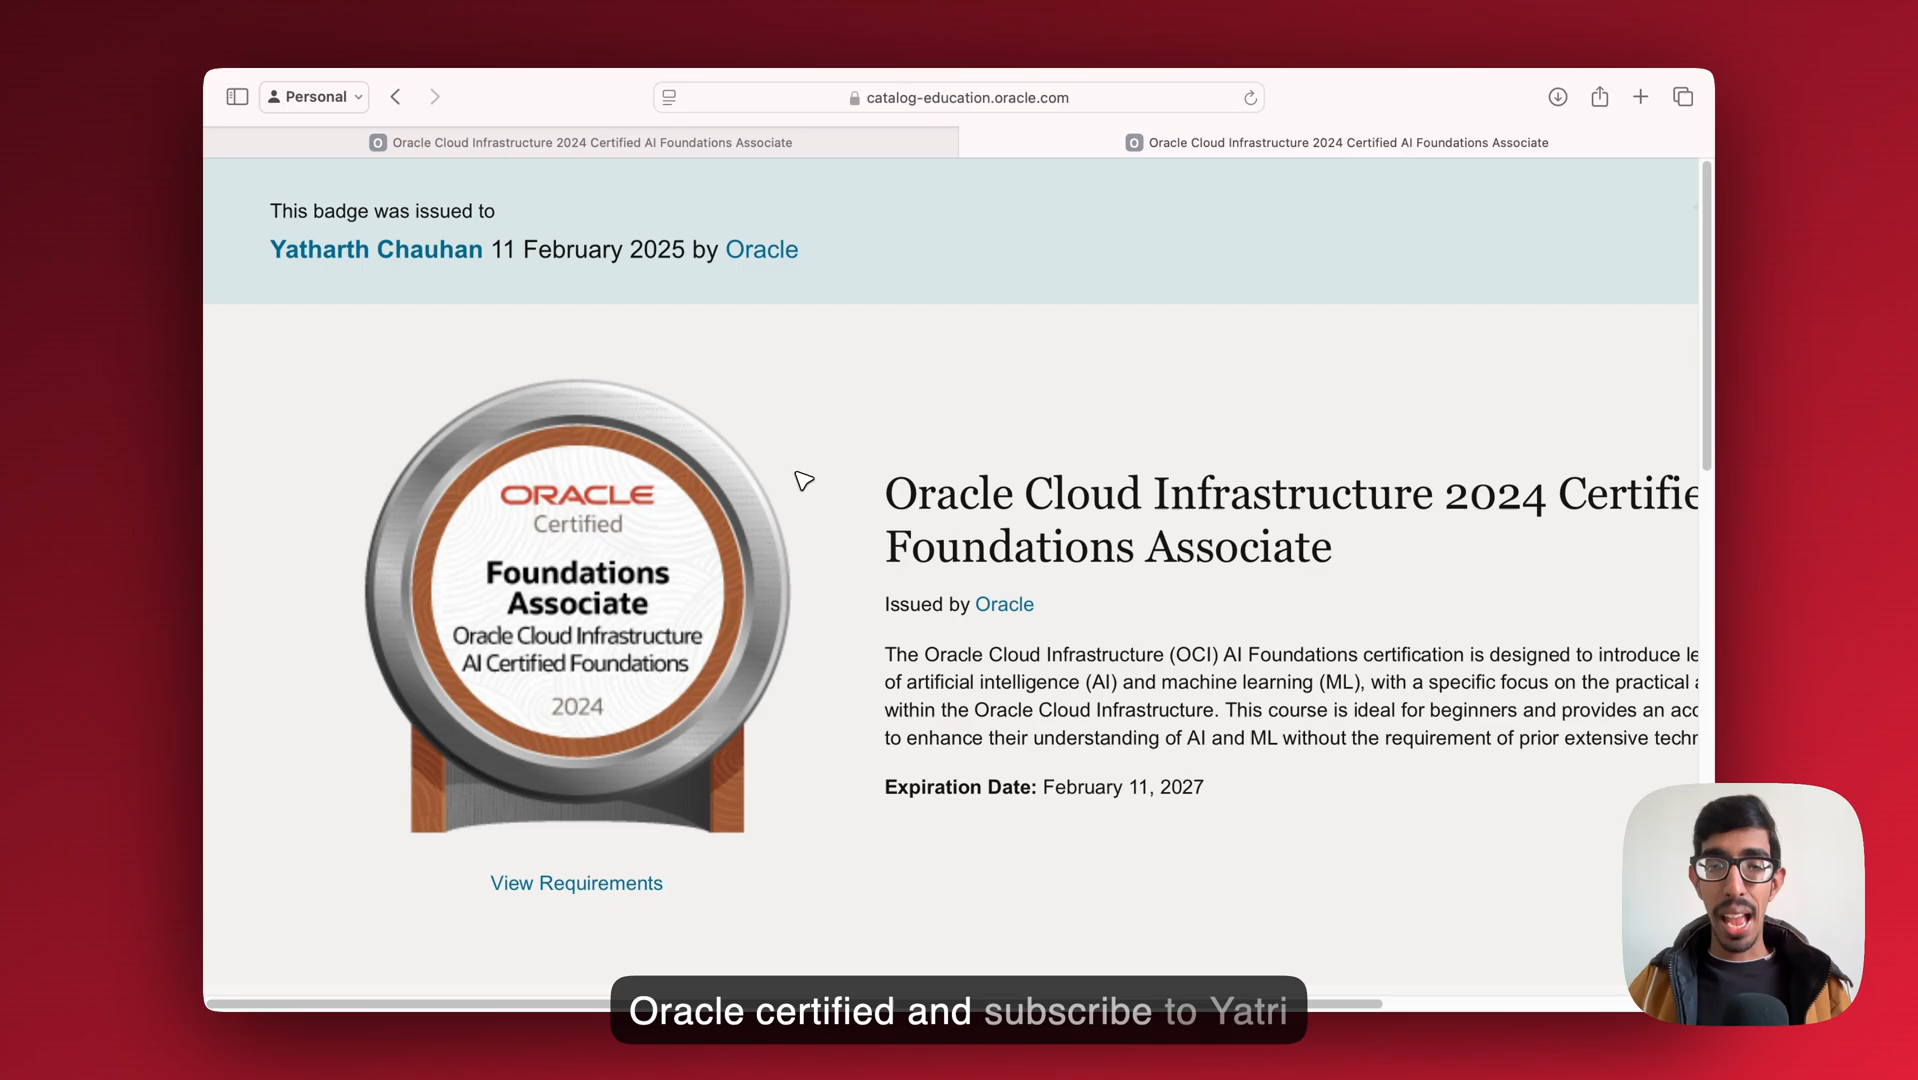 Personal
catalog-education.oracle.com
Oracle Cloud Infrastructure 2024 Certified AI Foundations Associate
Oracle Cloud Infrastructure 2024 Certified AI Foundations Associate
This badge was issued to
Yatharth Chauhan 11 February 2025 by Oracle
ORACLE
Certified
Foundations
Associate
Oracle Cloud Infrastructure
AI Certified Foundations
2024
View Requirements
Oracle Cloud Infrastructure 2024 Certifie
Foundations Associate
Issued by Oracle
The Oracle Cloud Infrastructure (OCI) AI Foundations certification is designed to introduce le
of artificial intelligence (AI) and machine learning (ML), with a specific focus on the practical a
within the Oracle Cloud Infrastructure. This course is ideal for beginners and provides an acc
to enhance their understanding of AI and ML without the requirement of prior extensive techn
Expiration Date: February 11, 2027
Oracle certified and subscribe to Yatri